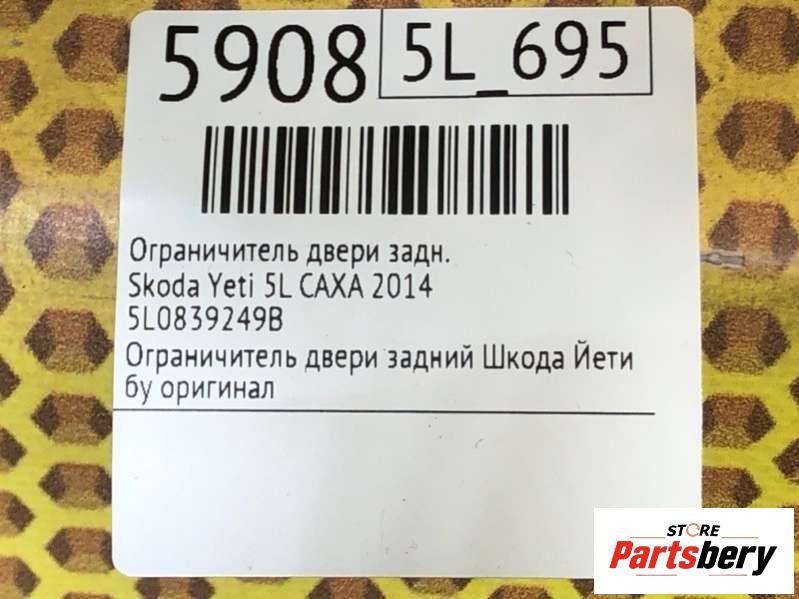 5908 5L_695
Ограничитель двери задн.
Skoda Yeti 5L CAXA 2014
5L0839249B
Ограничитель двери задний Шкода Йети
бу оригинал
STORE
Partsbery